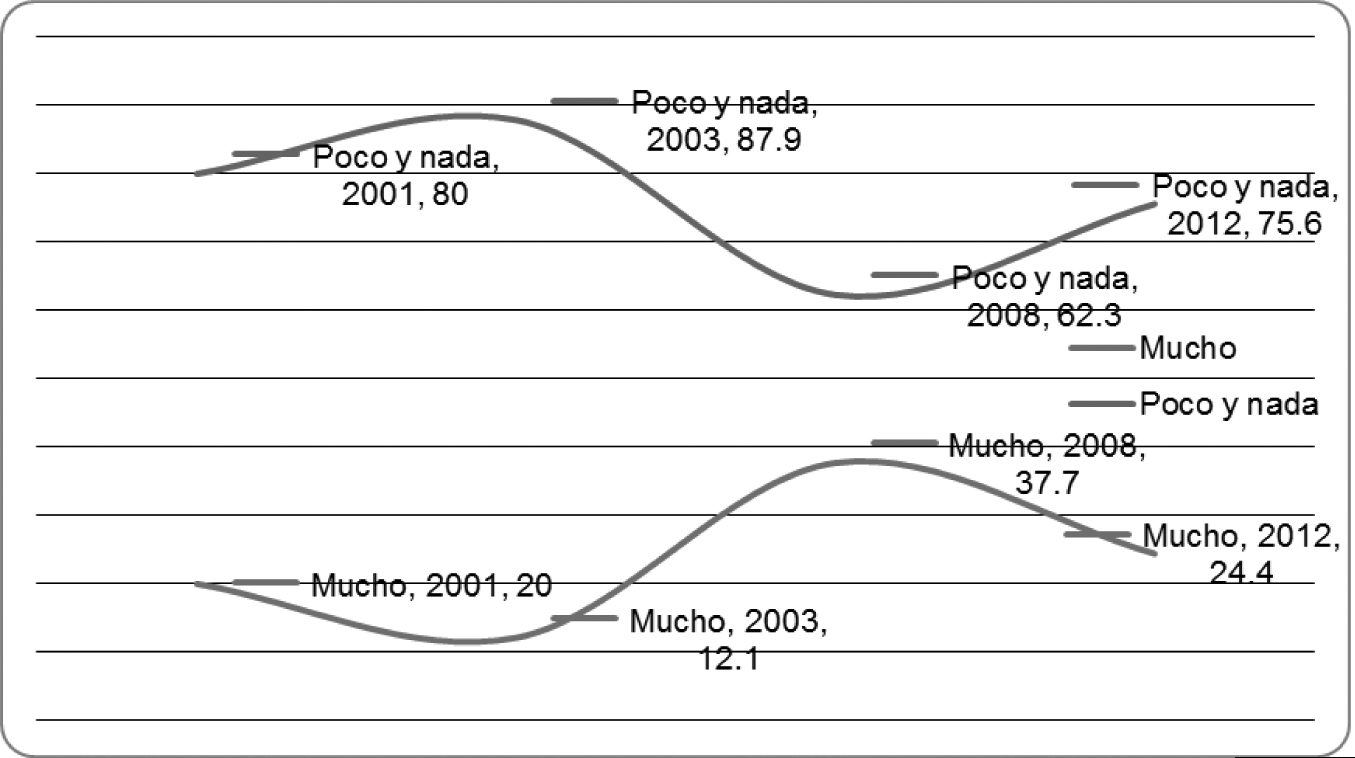 Poco y nada,
2003, 87.9
Poco y nada,
2001, 80
Poco y nada,
2012, 75.6
Poco y nada,
2008, 62.3
Mucho
Poco y nada
Mucho, 2008,
37.7
Mucho, 2012,
24.4
Mucho, 2001, 20
Mucho, 2003,
12.1